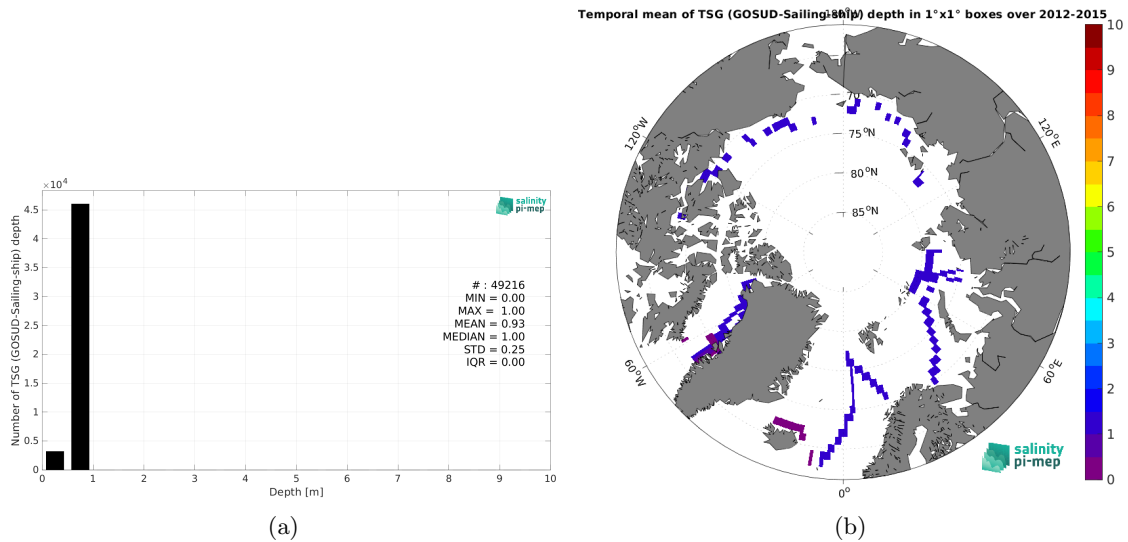 ×10^4
4.5
4
3.5
3
2.5
2
1.5
1
0.5
0
Number of TSG (GOSUD-Sailing-ship) depth
0 1 2 3 4 5 6 7 8 9 10
Depth [m]
salinity
pi-mep
# : 49216
MIN = 0.00
MAX = 1.00
MEAN = 0.93
MEDIAN = 1.00
STD = 0.25
IQR = 0.00
(a)
Temporal mean of TSG (GOSUD-Sailing-ship) depth in 1°x1° boxes over 2012-2015
180°W
120°W
120°E
60°W
60°E
0°
70
75°N
80°N
85°N
10
9
8
7
6
5
4
3
2
1
0
salinity
pi-mep
(b)